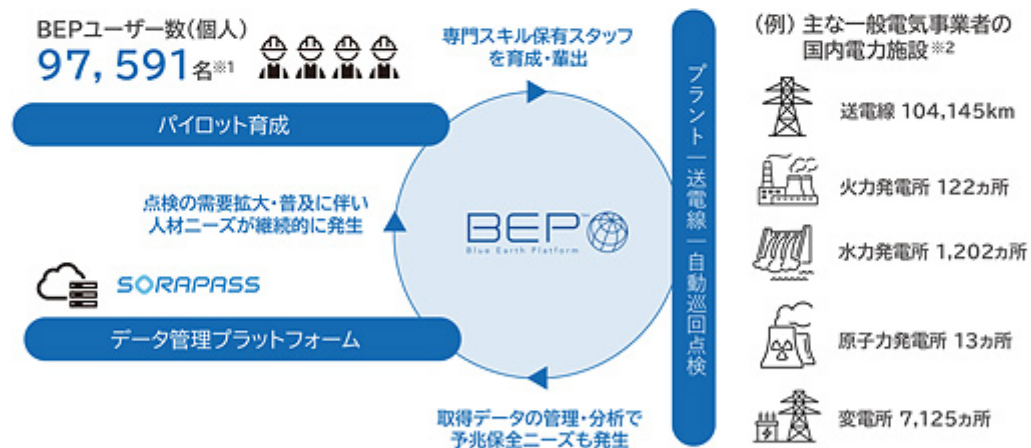 BEPユーザー数(個人)
97,591名※1
パイロット育成
専門スキル保有スタッフ
を育成・輩出
点検の需要拡大・普及に伴い
人材ニーズが継続的に発生
BEP
Blue Earth Platform
SORAPASS
データ管理プラットフォーム
取得データの管理・分析で
予兆保全ニーズも発生
プラント｜送電線｜自動巡回点検
(例) 主な一般電気事業者の
国内電力施設※2
送電線 104,145km
火力発電所 122ヵ所
水力発電所 1,202ヵ所
原子力発電所 13ヵ所
変電所 7,125ヵ所